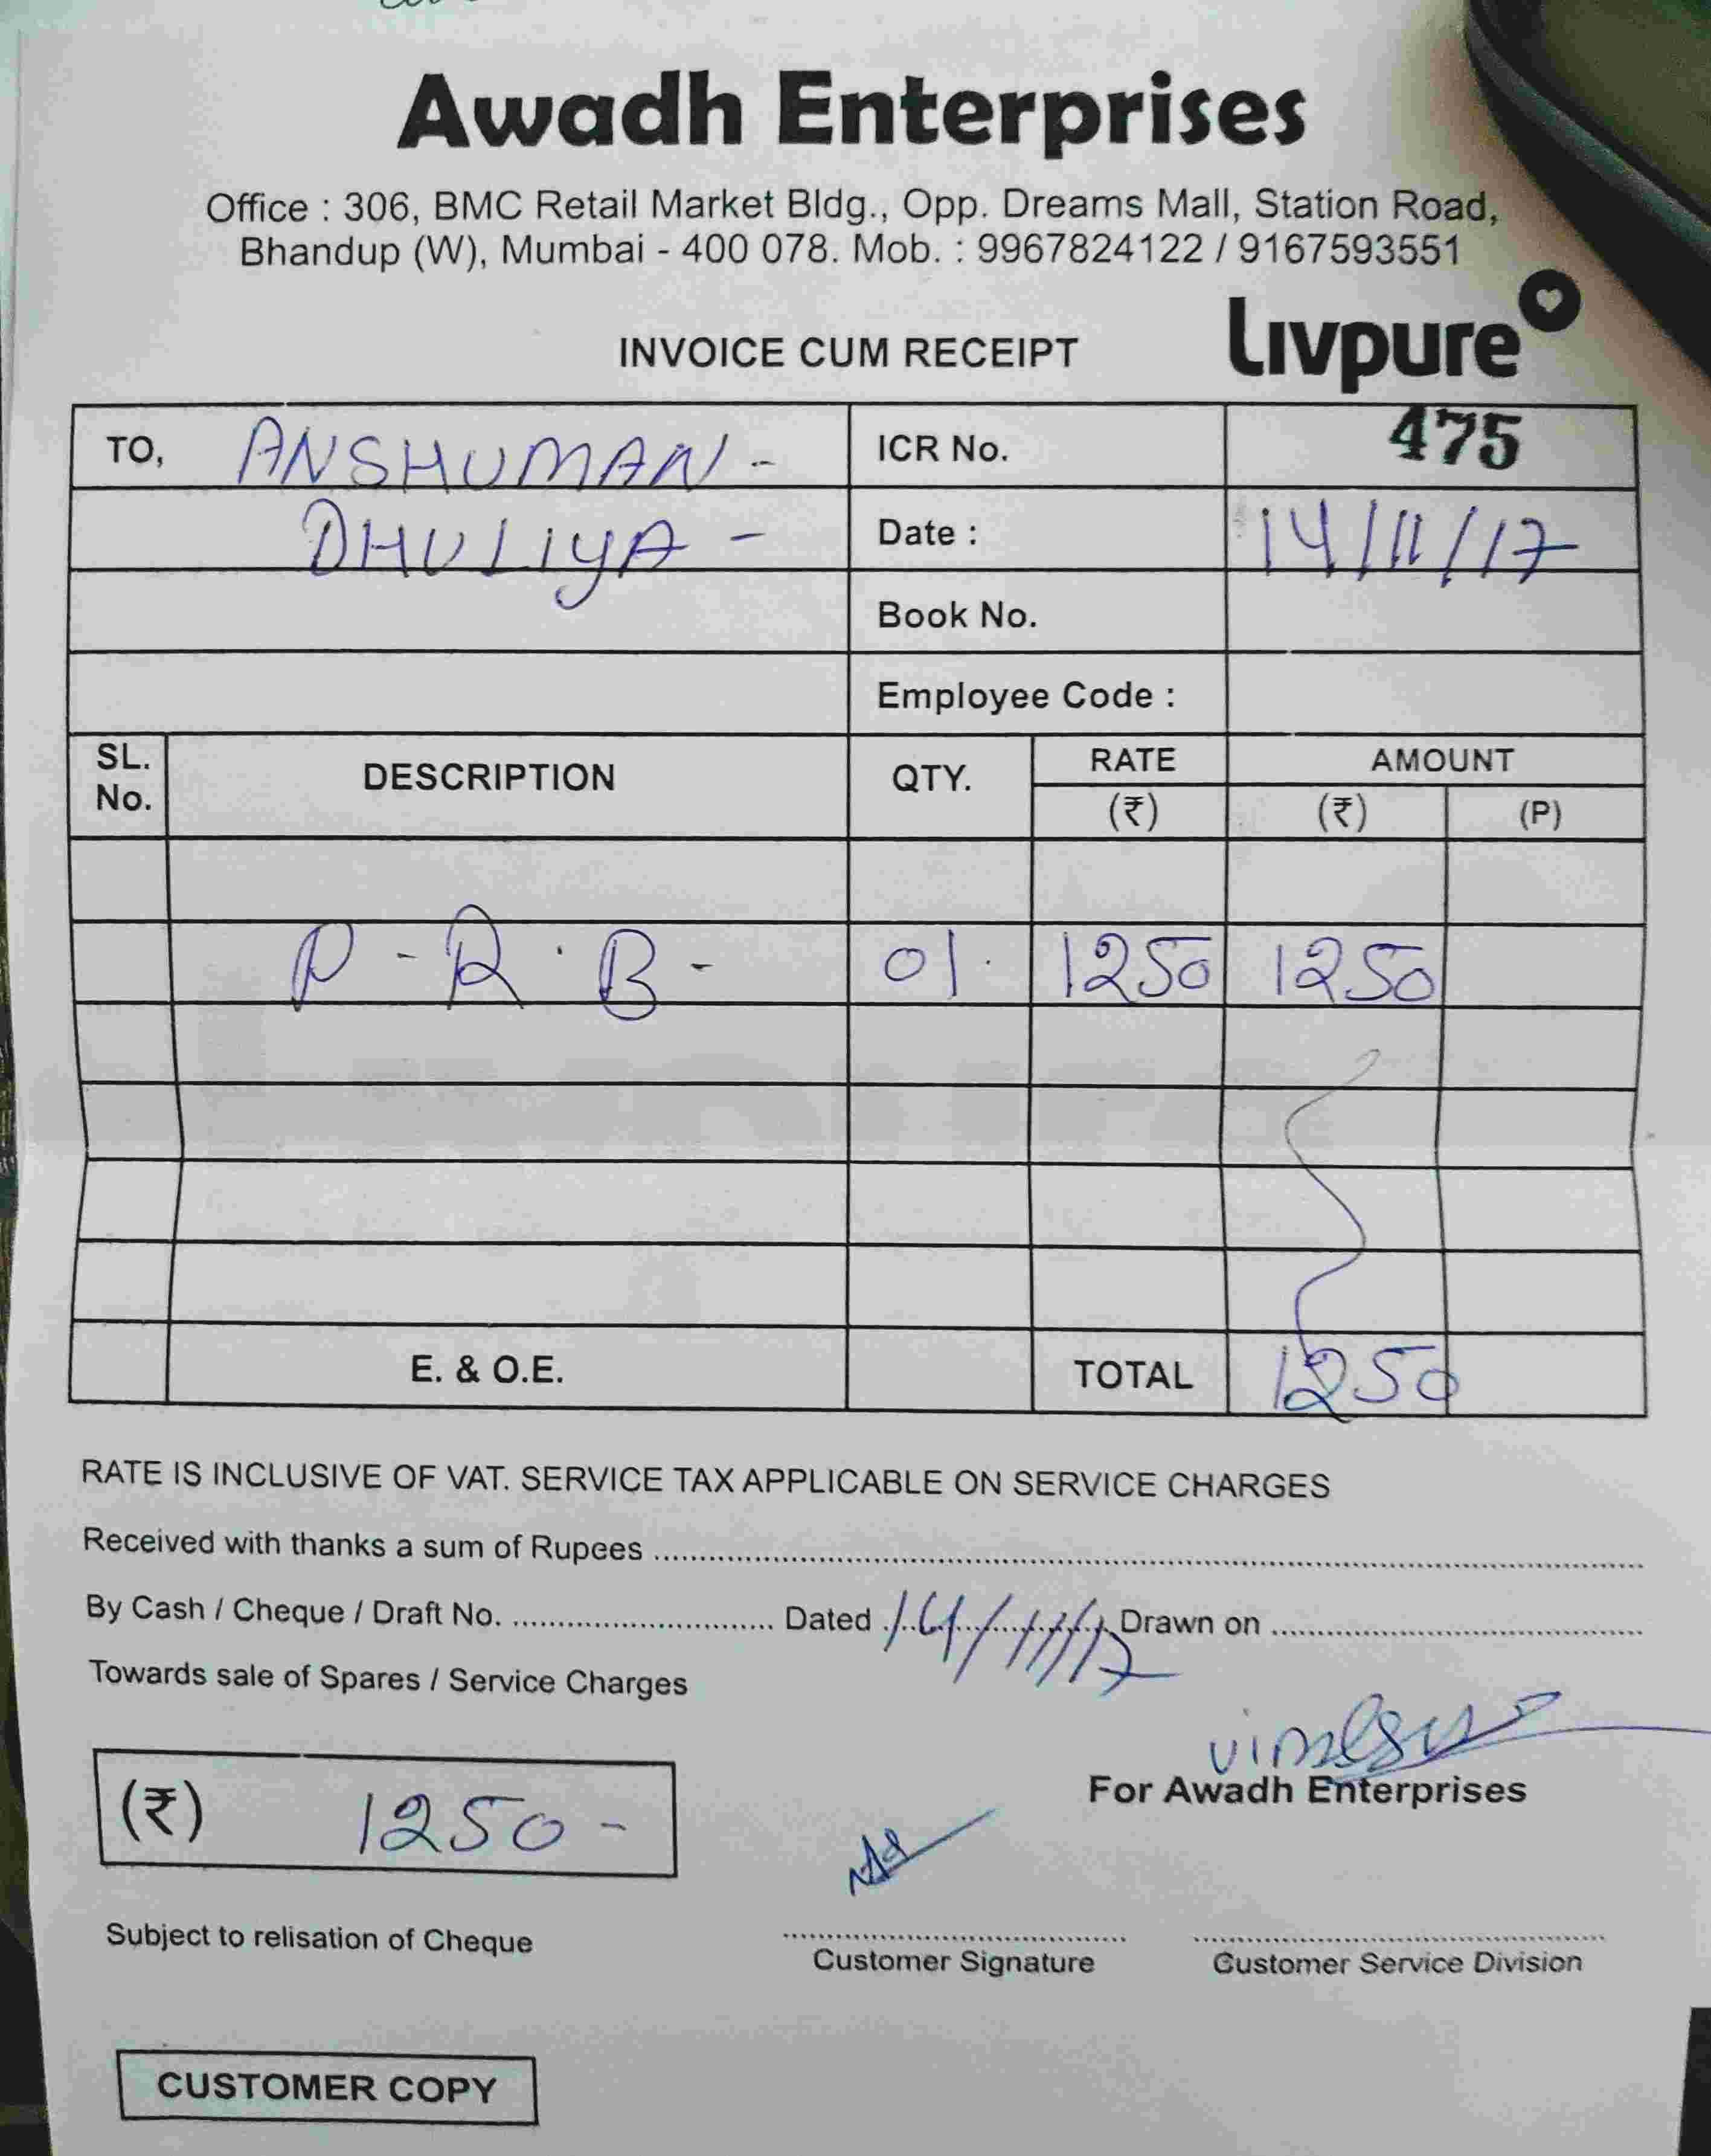 Awadh Enterprises
Office : 306, BMC Retail Market Bldg., Opp. Dreams Mall, Station Road,
Bhandup (W), Mumbai - 400 078. Mob. : 9967824122 / 9167593551
INVOICE CUM RECEIPT
Livpure
TO, ANSHUMAN - ICR No. 475
DHULIYA - Date : 14/11/17
Book No.
Employee Code :
SL. No. DESCRIPTION QTY. RATE (₹) AMOUNT (₹) (P)
P - R . B - 01 1250 1250
E. & O.E. TOTAL 1250
RATE IS INCLUSIVE OF VAT. SERVICE TAX APPLICABLE ON SERVICE CHARGES
Received with thanks a sum of Rupees
By Cash / Cheque / Draft No. Dated 14/11/17 Drawn on
Towards sale of Spares / Service Charges
(₹) 1250 -
For Awadh Enterprises
Subject to relisation of Cheque
Customer Signature
Customer Service Division
CUSTOMER COPY